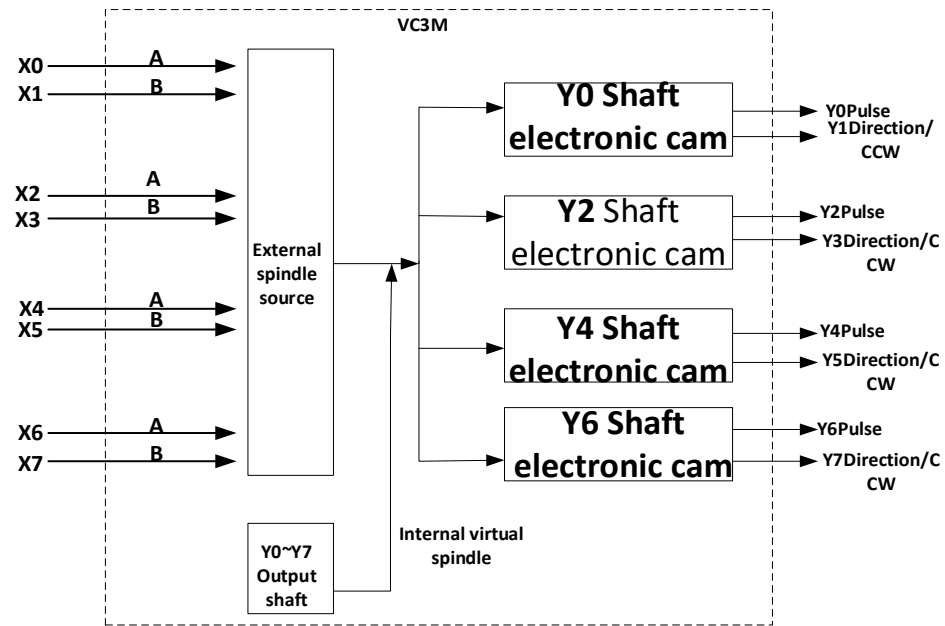 VC3M
X0
A
X1
B
X2
A
X3
B
X4
A
X5
B
X6
A
X7
B
External
spindle
source
Y0~Y7
Output
shaft
Internal virtual
spindle
Y0 Shaft
electronic cam
Y2 Shaft
electronic cam
Y4 Shaft
electronic cam
Y6 Shaft
electronic cam
Y0Pulse
Y1Direction/
CCW
Y2Pulse
Y3Direction/C
CW
Y4Pulse
Y5Direction/C
CW
Y6Pulse
Y7Direction/C
CW